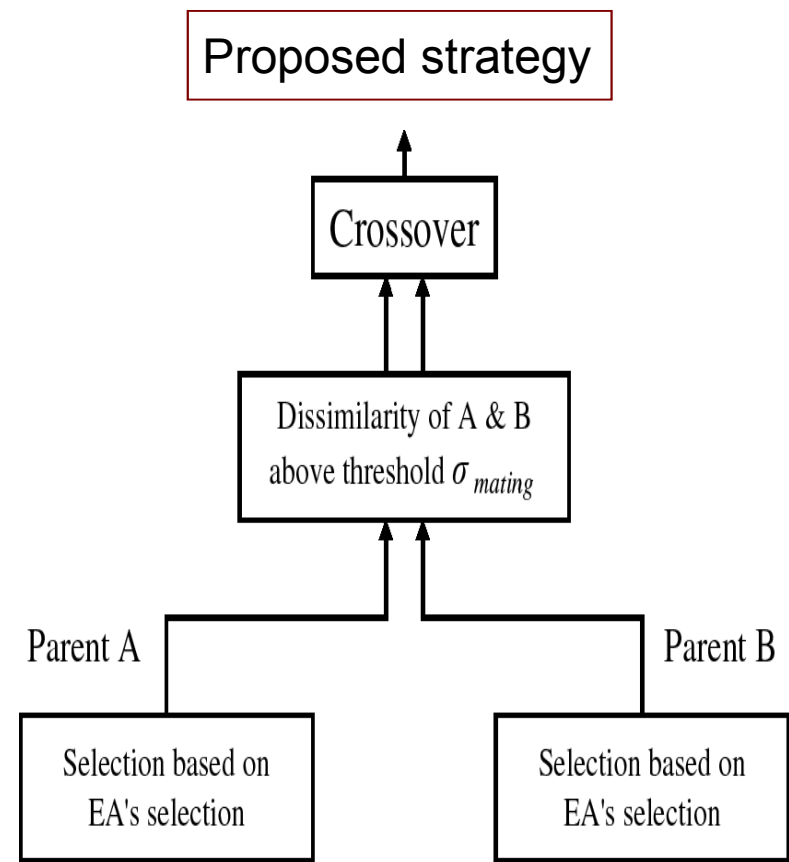 Proposed strategy
Crossover
Dissimilarity of A & B
above threshold σ mating
Parent A
Parent B
Selection based on
EA's selection
Selection based on
EA's selection